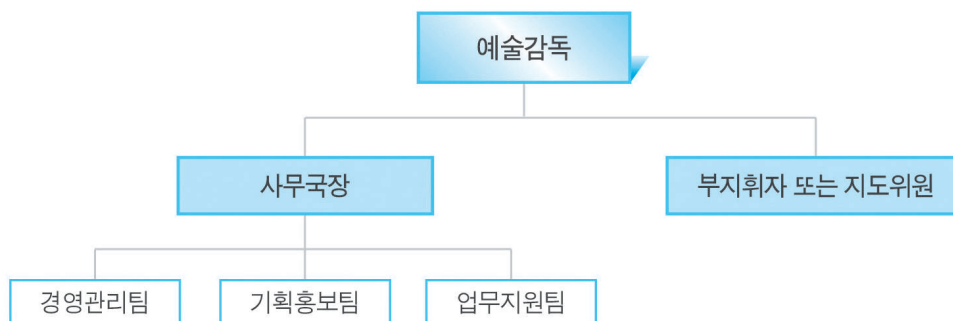 예술감독
사무국장
부지휘자 또는 지도위원
경영관리팀
기획홍보팀
업무지원팀